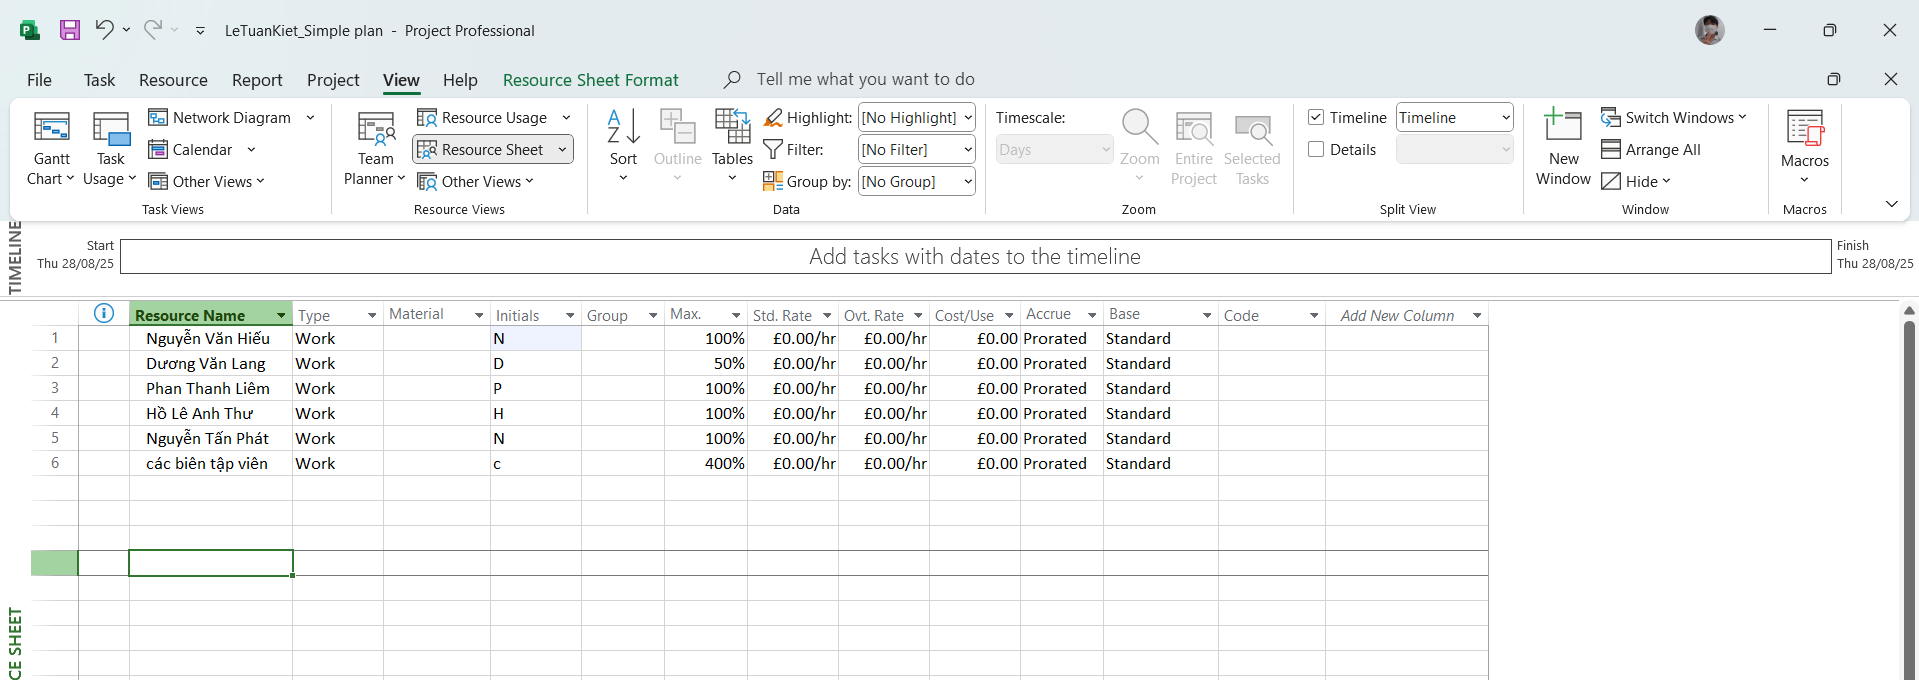 LeTuanKiet_Simple plan - Project Professional
File Task Resource Report Project View Help Resource Sheet Format Tell me what you want to do
Gantt Chart
Task Usage
Network Diagram
Calendar
Other Views
Task Views
Team Planner
Resource Usage
Resource Sheet
Other Views
Resource Views
Sort
Outline
Tables
Highlight: [No Highlight]
Filter: [No Filter]
Group by: [No Group]
Data
Timescale:
Days
Zoom
Entire Project
Selected Tasks
Zoom
Timeline Timeline
Details
Split View
New Window
Switch Windows
Arrange All
Hide
Window
Macros
Macros
TIMELINE
Start
Thu 28/08/25
Add tasks with dates to the timeline
Finish
Thu 28/08/25
Resource Name Type Material Initials Group Max. Std. Rate Ovt. Rate Cost/Use Accrue Base Code Add New Column
1 Nguyễn Văn Hiếu Work N 100% £0.00/hr £0.00/hr £0.00 Prorated Standard
2 Dương Văn Lang Work D 50% £0.00/hr £0.00/hr £0.00 Prorated Standard
3 Phan Thanh Liêm Work P 100% £0.00/hr £0.00/hr £0.00 Prorated Standard
4 Hồ Lê Anh Thư Work H 100% £0.00/hr £0.00/hr £0.00 Prorated Standard
5 Nguyễn Tấn Phát Work N 100% £0.00/hr £0.00/hr £0.00 Prorated Standard
6 các biên tập viên Work c 400% £0.00/hr £0.00/hr £0.00 Prorated Standard
CE SHEET